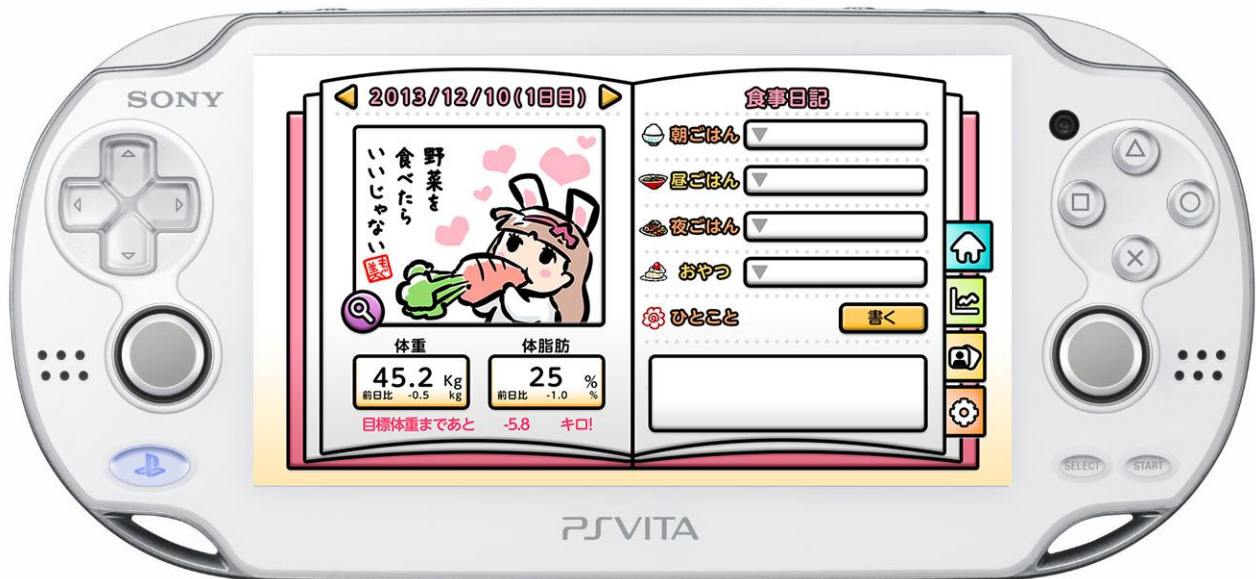 SONY
2013/12/10(1日目)
野菜を
食べたら
いいじゃない
体重
45.2 Kg
前日比 -0.5 kg
体脂肪
25 %
前日比 -1.0 %
目標体重まであと -5.8 キロ!
食事日記
朝ごはん
昼ごはん
夜ごはん
おやつ
ひとこと
書く
SELECT
START
PSVITA